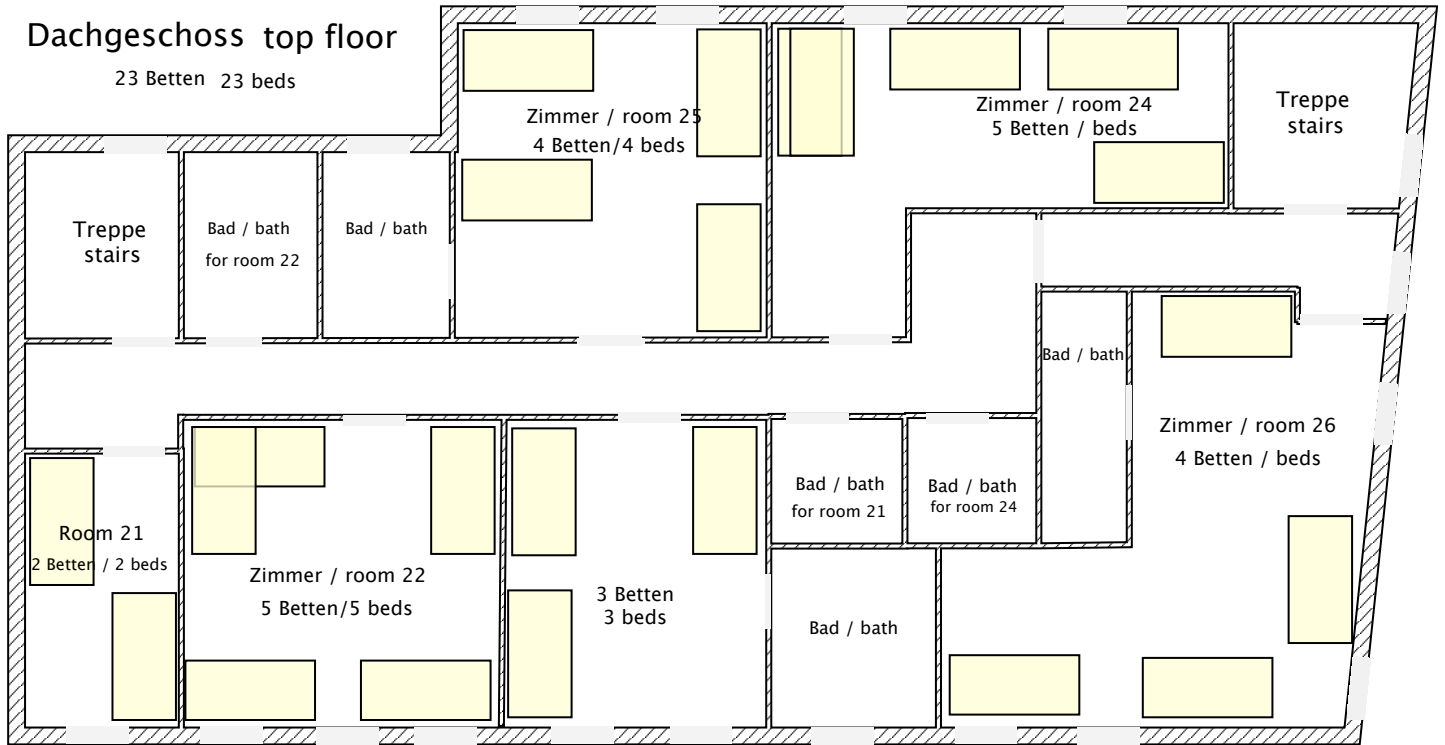 Dachgeschoss top floor
23 Betten 23 beds
Zimmer / room 25
4 Betten/4 beds
Zimmer / room 24
5 Betten / beds
Treppe
stairs
Treppe
stairs
Bad / bath
for room 22
Bad / bath
Bad / bath
Zimmer / room 26
4 Betten / beds
Room 21
2 Betten / 2 beds
Zimmer / room 22
5 Betten/5 beds
3 Betten
3 beds
Bad / bath
for room 21
Bad / bath
for room 24
Bad / bath